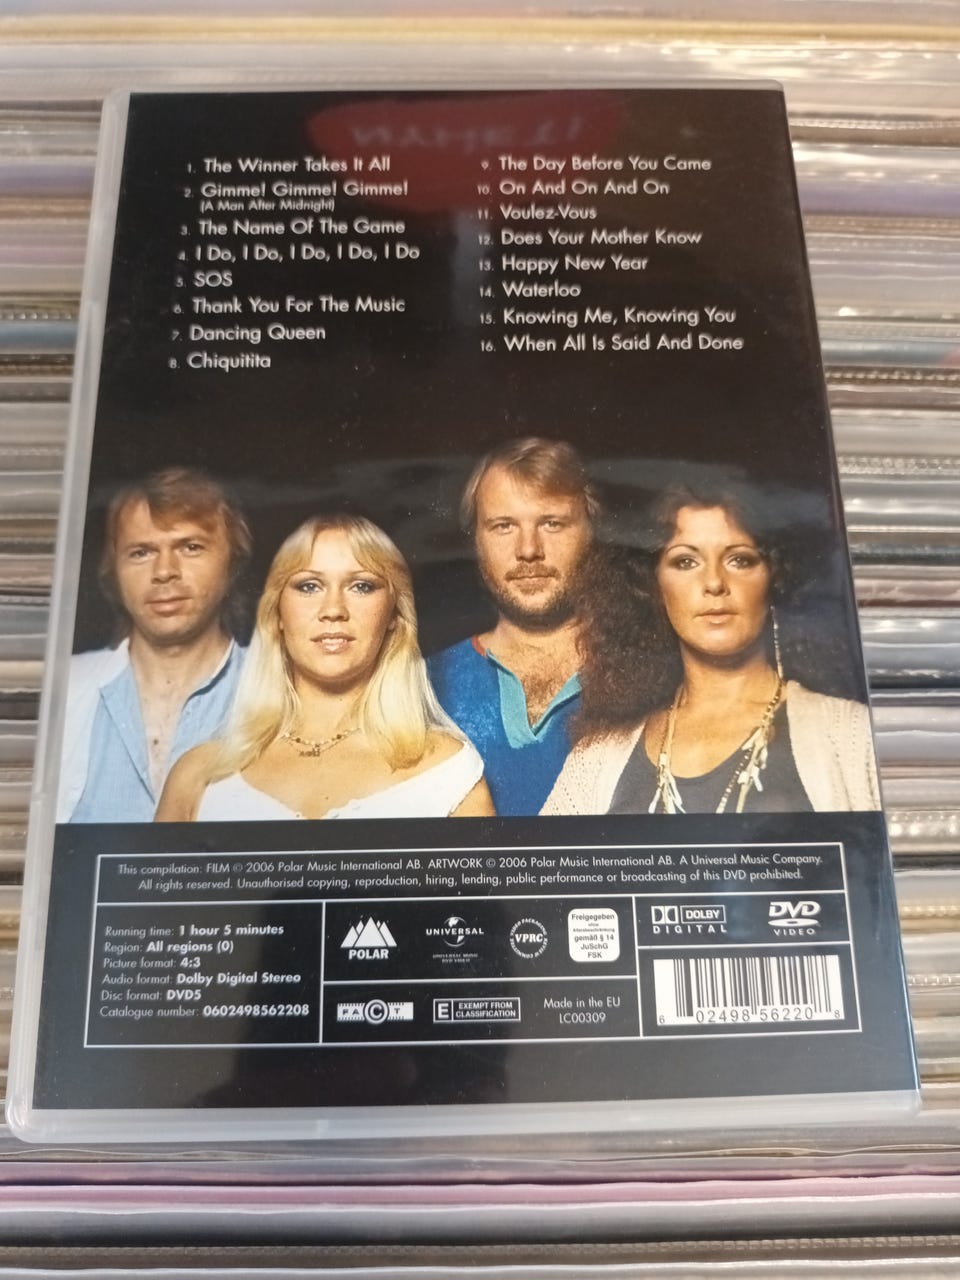 1. The Winner Takes It All
2. Gimme! Gimme! Gimme!
(A Man After Midnight)
3. The Name Of The Game
4. I Do, I Do, I Do, I Do, I Do
5. SOS
6. Thank You For The Music
7. Dancing Queen
8. Chiquitita
9. The Day Before You Came
10. On And On And On
11. Voulez-Vous
12. Does Your Mother Know
13. Happy New Year
14. Waterloo
15. Knowing Me, Knowing You
16. When All Is Said And Done
This compilation: FILM © 2006 Polar Music International AB. ARTWORK © 2006 Polar Music International AB. A Universal Music Company.
All rights reserved. Unauthorised copying, reproduction, hiring, lending, public performance or broadcasting of this DVD prohibited.
Running time: 1 hour 5 minutes
Region: All regions (0)
Picture format: 4:3
Audio format: Dolby Digital Stereo
Disc format: DVD5
Catalogue number: 0602498562208
POLAR
UNIVERSAL
UNIVERSAL MUSIC
DVD VIDEO
VPRC
Freigegeben
ohne
Altersbeschränkung
gemäß § 14
JuSchG
FSK
FACT
E EXEMPT FROM
CLASSIFICATION
Made in the EU
LC00309
DOLBY
DIGITAL
DVD
VIDEO
6 02498 56220 8